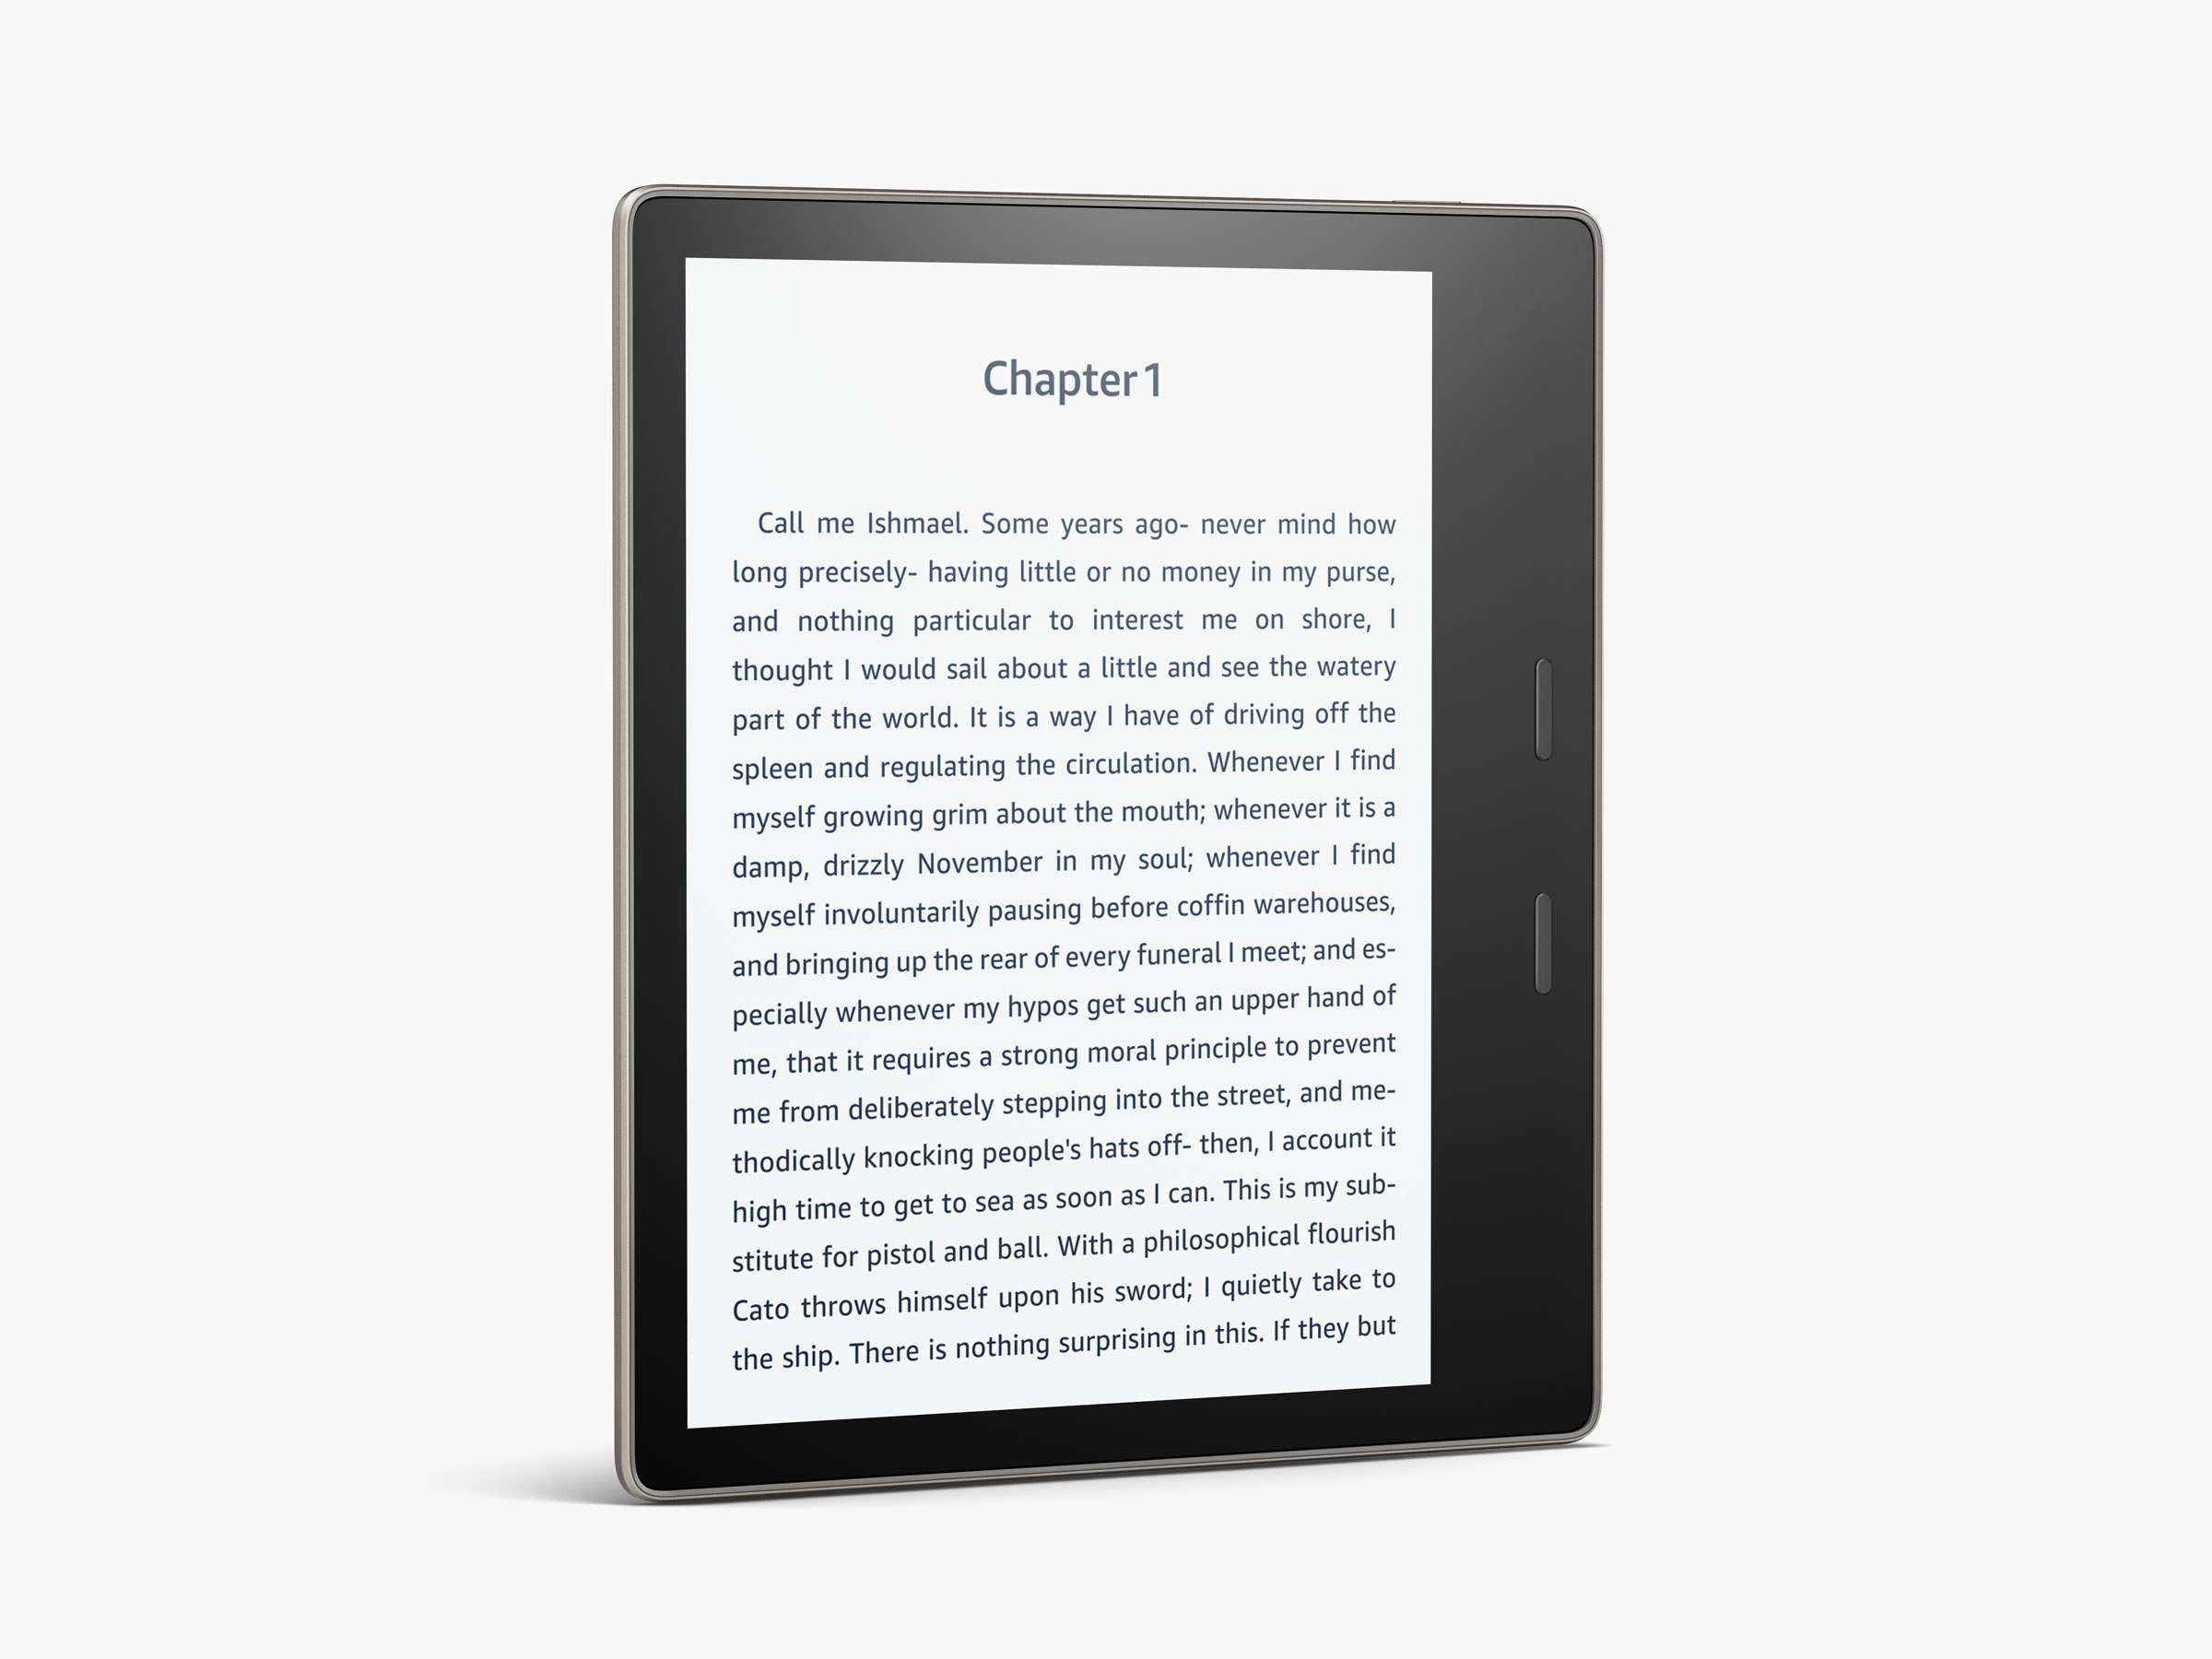 Chapter 1
Call me Ishmael. Some years ago- never mind how
long precisely- having little or no money in my purse,
and nothing particular to interest me on shore, I
thought I would sail about a little and see the watery
part of the world. It is a way I have of driving off the
spleen and regulating the circulation. Whenever I find
myself growing grim about the mouth; whenever it is a
damp, drizzly November in my soul; whenever I find
myself involuntarily pausing before coffin warehouses,
and bringing up the rear of every funeral I meet; and es-
pecially whenever my hypos get such an upper hand of
me, that it requires a strong moral principle to prevent
me from deliberately stepping into the street, and me-
thodically knocking people's hats off- then, I account it
high time to get to sea as soon as I can. This is my sub-
stitute for pistol and ball. With a philosophical flourish
Cato throws himself upon his sword; I quietly take to
the ship. There is nothing surprising in this. If they but